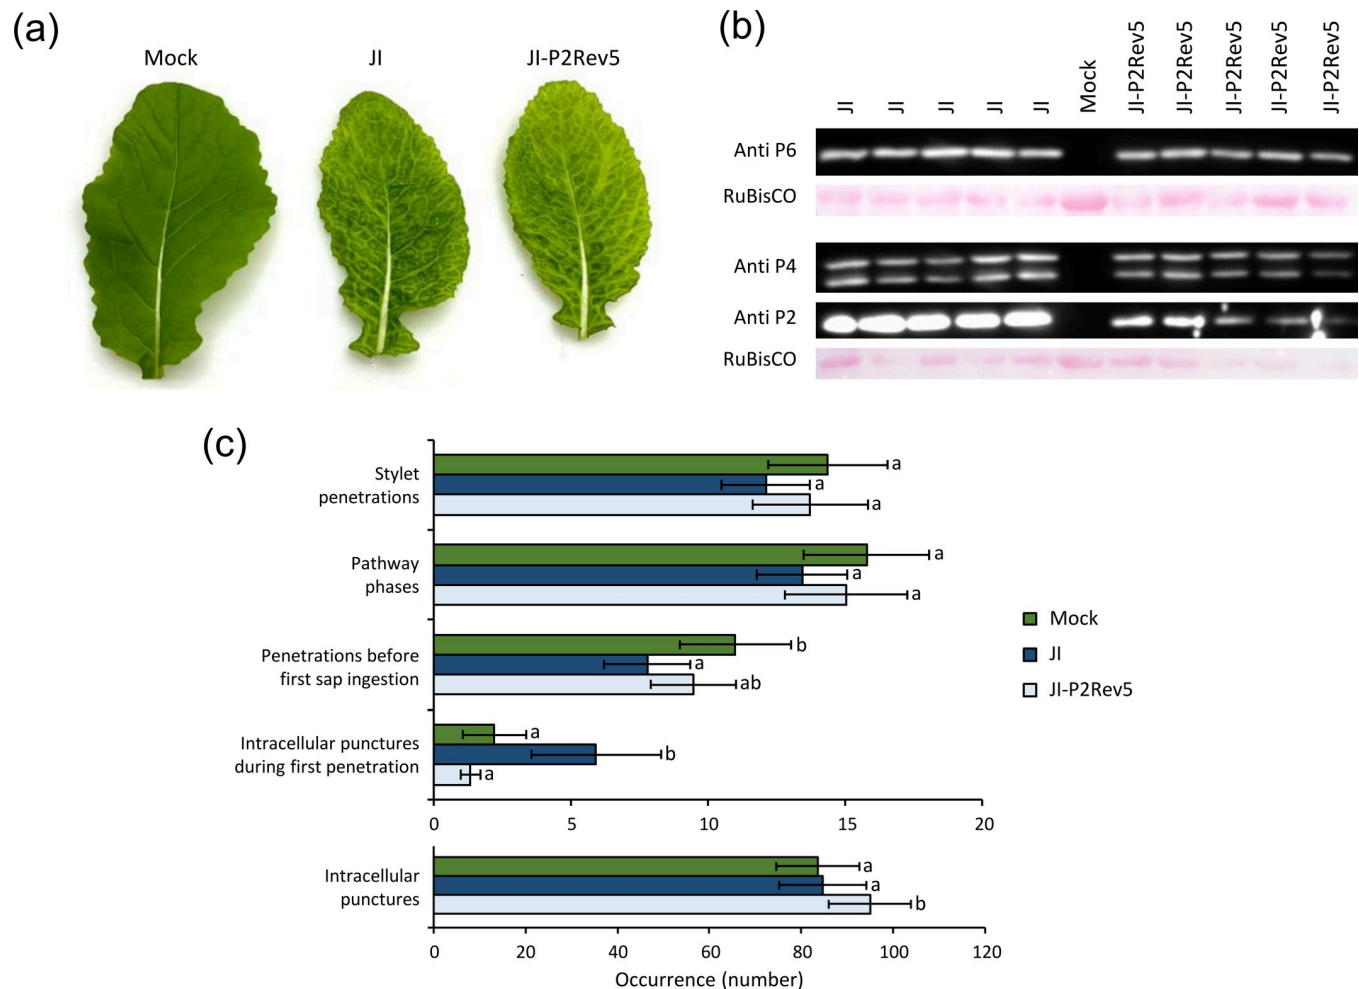 (a)
Mock
JI
JI-P2Rev5
(b)
JI
JI
JI
JI
JI
Mock
JI-P2Rev5
JI-P2Rev5
JI-P2Rev5
JI-P2Rev5
JI-P2Rev5
Anti P6
RuBisCO
Anti P4
Anti P2
RuBisCO
(c)
Stylet
penetrations
a
a
a
Pathway
phases
a
a
a
Penetrations before
first sap ingestion
b
a
ab
Intracellular punctures
during first penetration
a
b
a
0 5 10 15 20
Mock
JI
JI-P2Rev5
Intracellular
punctures
a
a
b
0 20 40 60 80 100 120
Occurrence (number)